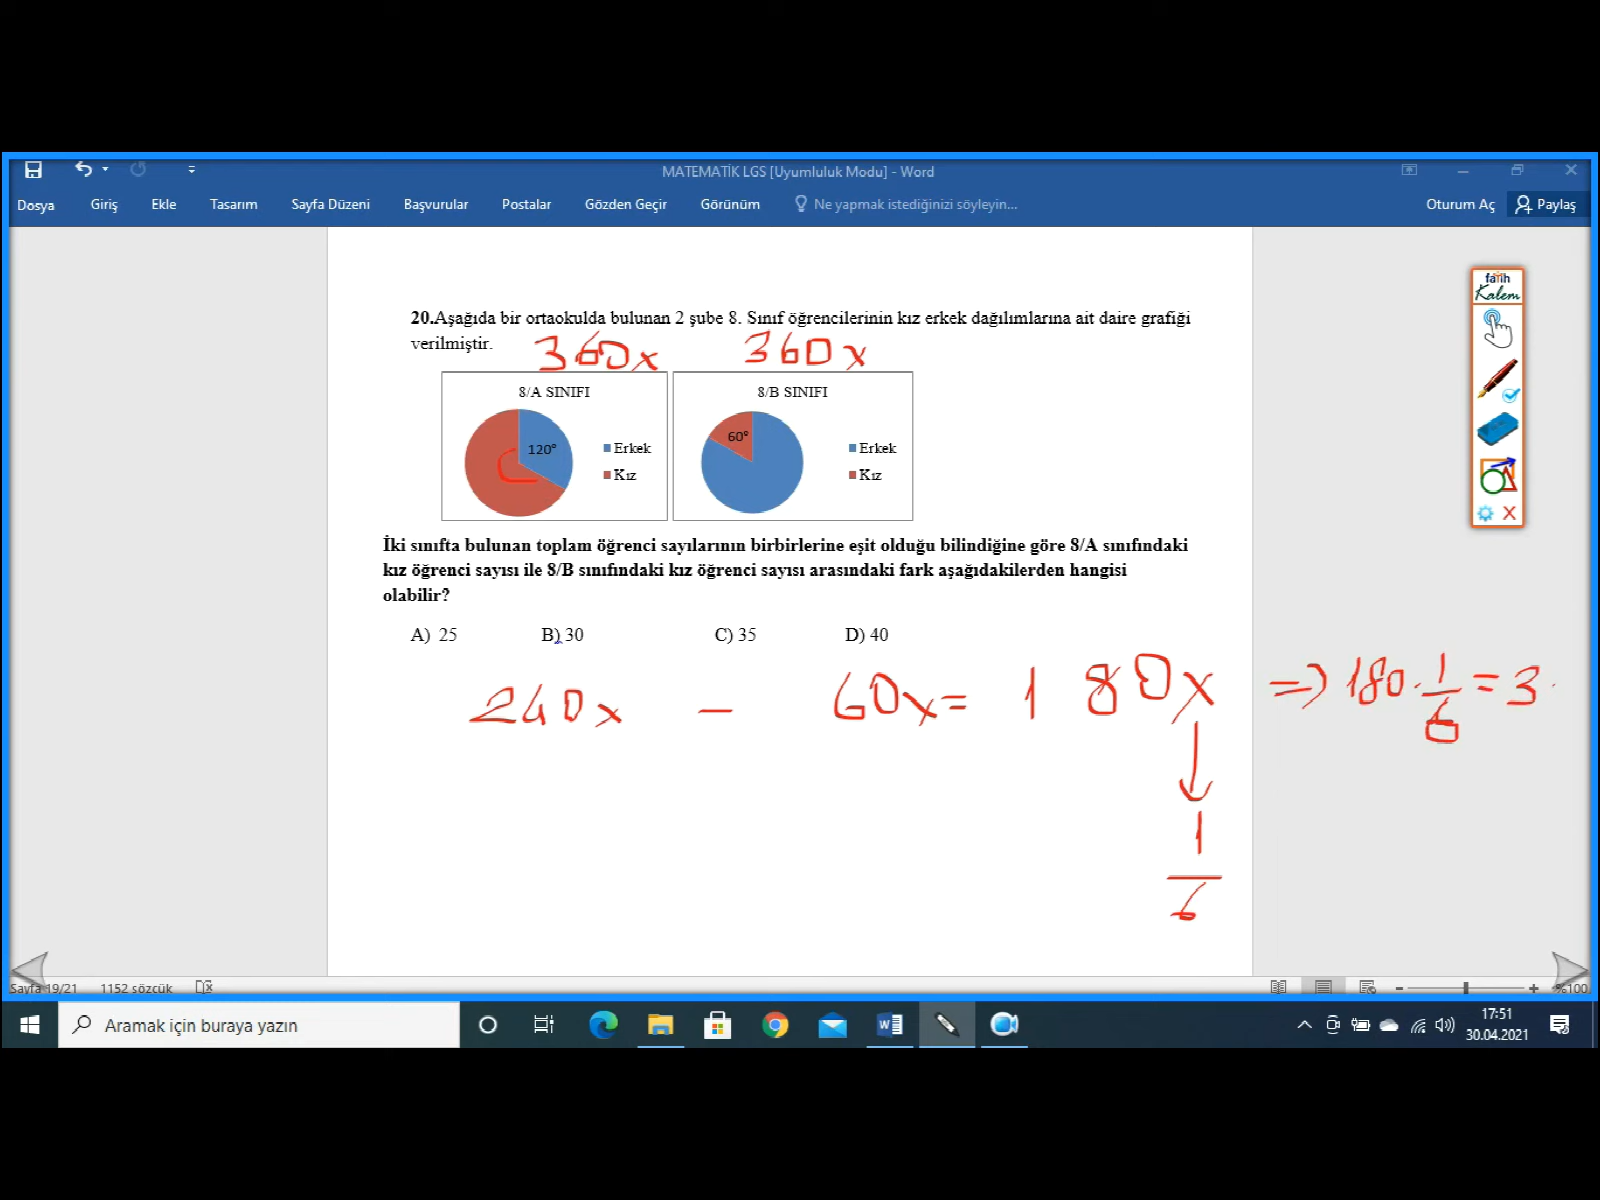 MATEMATİK LGS [Uyumluluk Modu] - Word
Dosya Giriş Ekle Tasarım Sayfa Düzeni Başvurular Postalar Gözden Geçir Görünüm Ne yapmak istediğinizi söyleyin... Oturum Aç Paylaş
fatih
Kalem
20.Aşağıda bir ortaokulda bulunan 2 şube 8. Sınıf öğrencilerinin kız erkek dağılımlarına ait daire grafiği
verilmiştir.
360x 360x
8/A SINIFI
120°
Erkek
Kız
8/B SINIFI
60°
Erkek
Kız
İki sınıfta bulunan toplam öğrenci sayılarının birbirlerine eşit olduğu bilindiğine göre 8/A sınıfındaki
kız öğrenci sayısı ile 8/B sınıfındaki kız öğrenci sayısı arasındaki fark aşağıdakilerden hangisi
olabilir?
A) 25 B) 30 C) 35 D) 40
240x - 60x = 180x => 180 . 1/6 = 3
1/6
Sayfa 19/21 1152 sözcük %100
Aramak için buraya yazın
17:51
30.04.2021